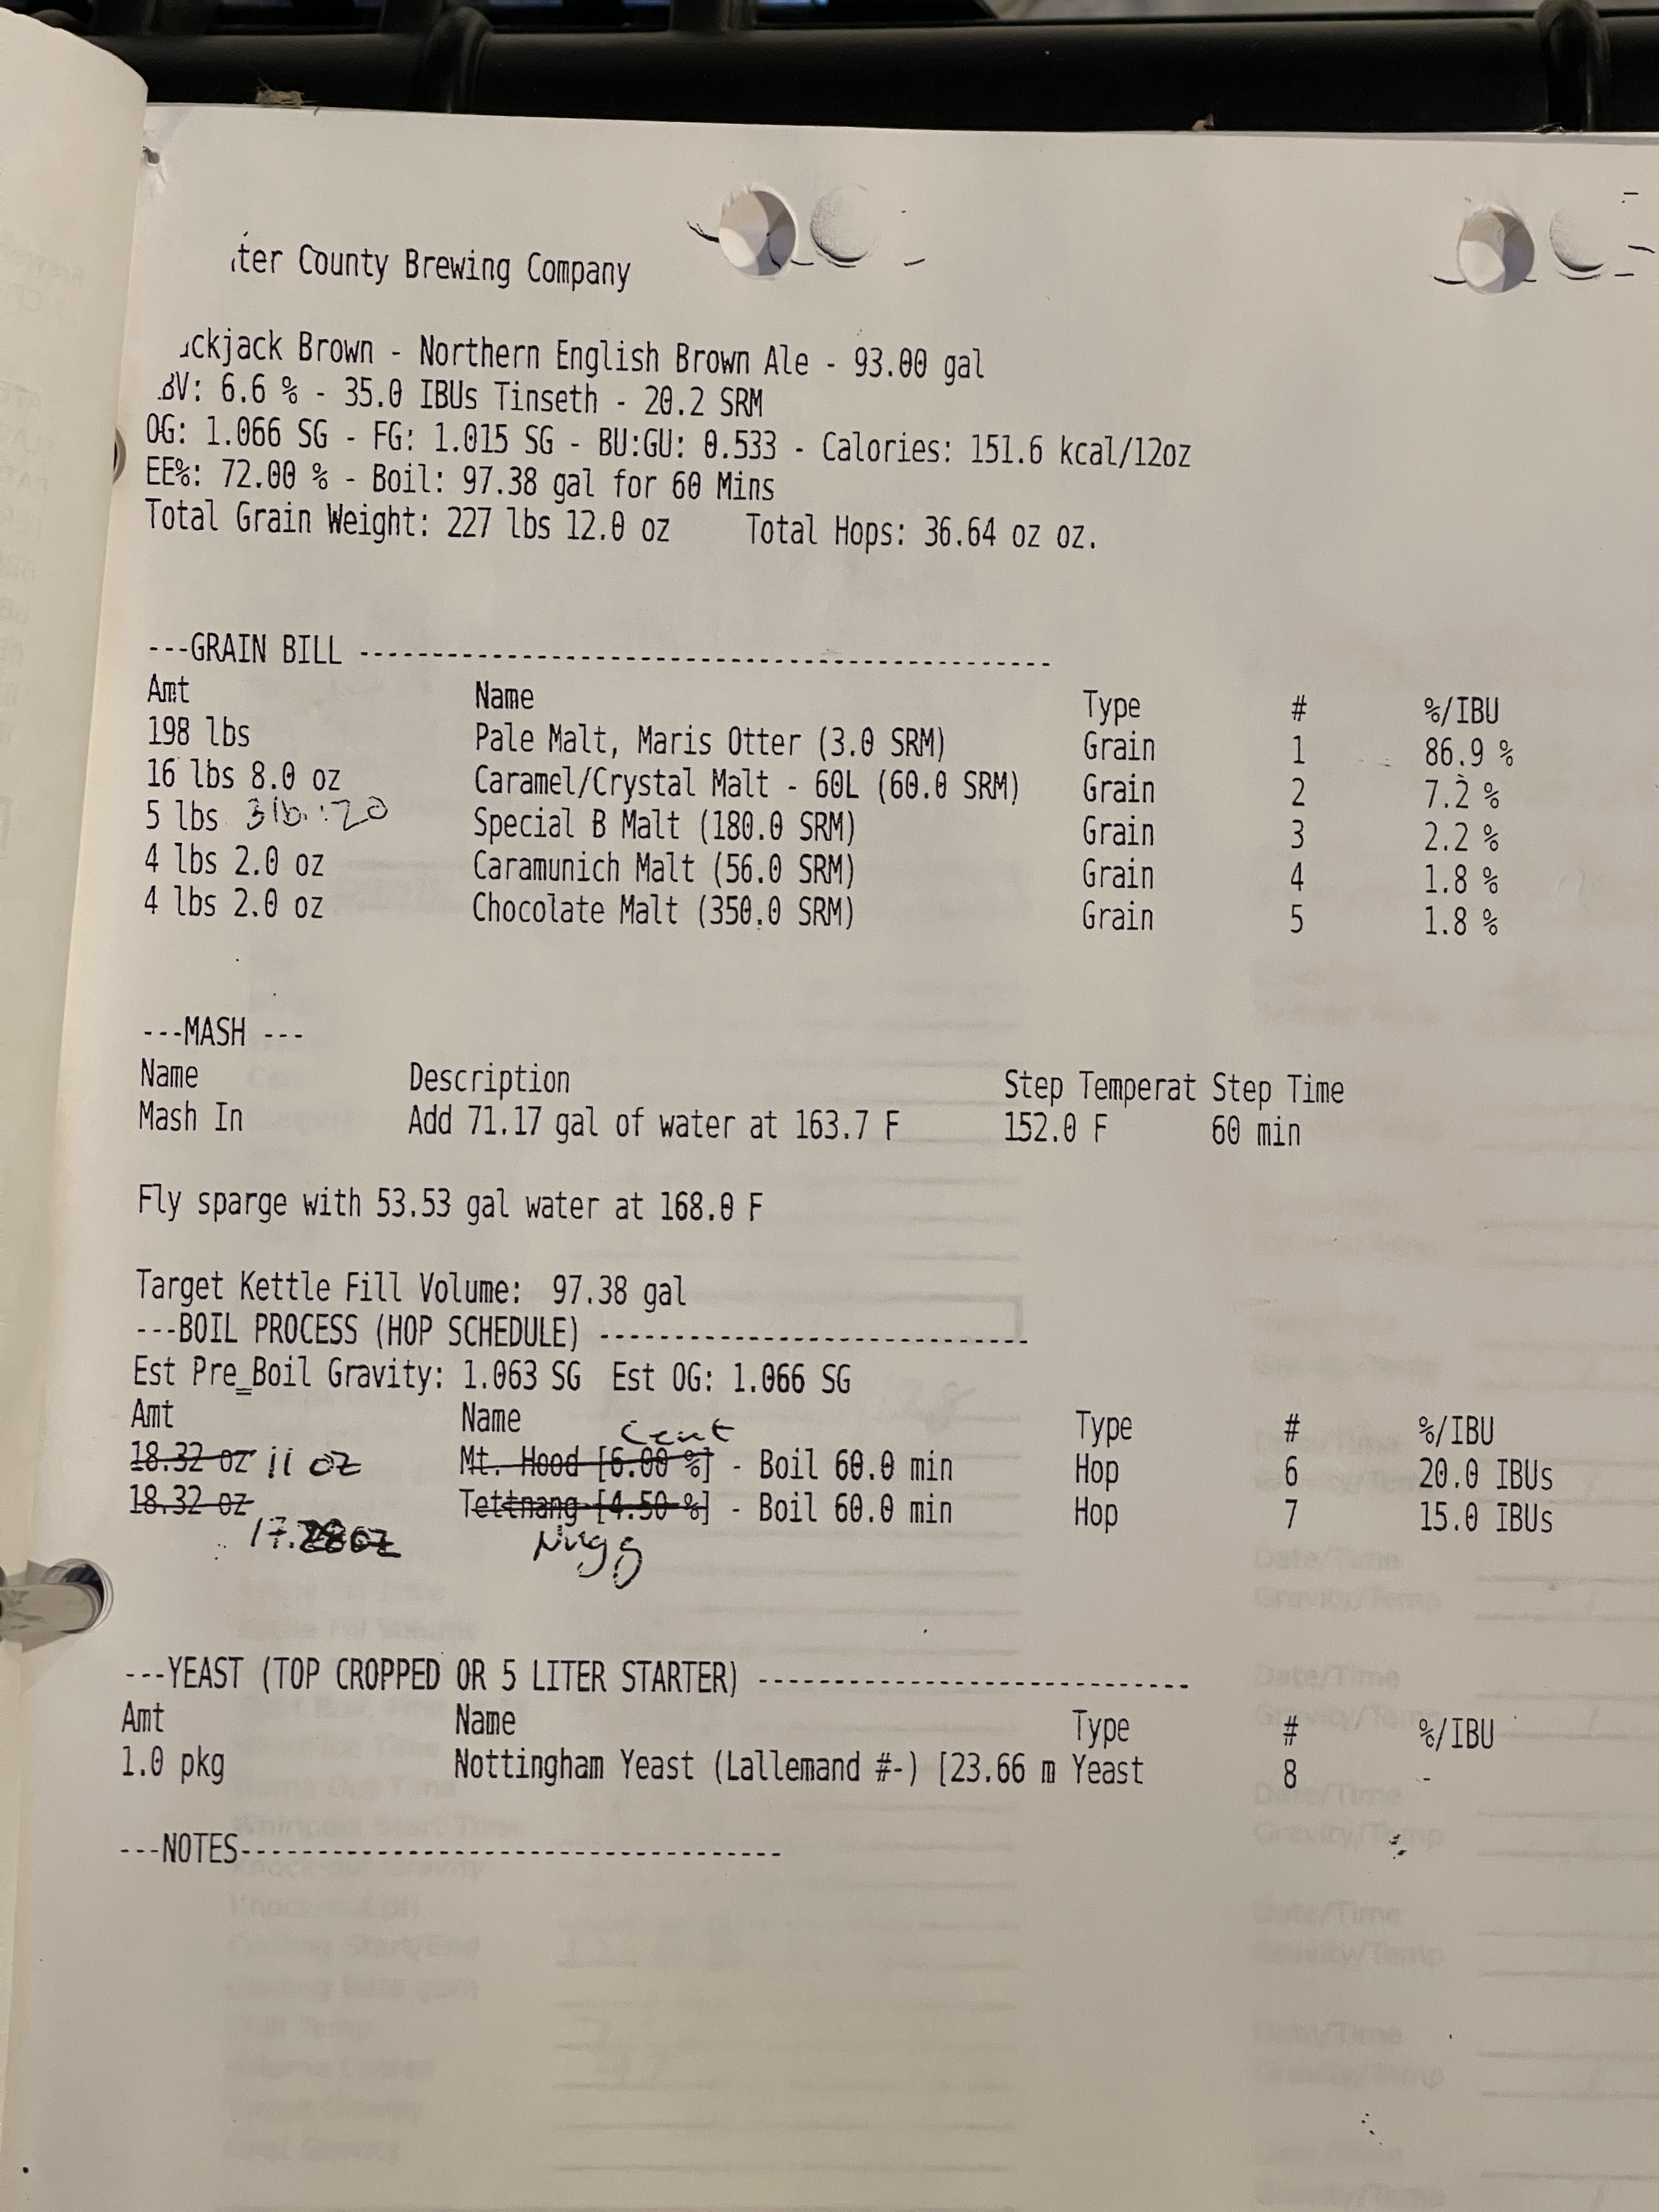 ter County Brewing Company
ckjack Brown - Northern English Brown Ale - 93.00 gal
BV: 6.6 % - 35.0 IBUs Tinseth - 20.2 SRM
OG: 1.066 SG - FG: 1.015 SG - BU:GU: 0.533 - Calories: 151.6 kcal/12oz
EE%: 72.00 % - Boil: 97.38 gal for 60 Mins
Total Grain Weight: 227 lbs 12.0 oz Total Hops: 36.64 oz oz.
---GRAIN BILL ---------------------------------------------------------
Amt Name Type # %/IBU
198 lbs Pale Malt, Maris Otter (3.0 SRM) Grain 1 86.9 %
16 lbs 8.0 oz Caramel/Crystal Malt - 60L (60.0 SRM) Grain 2 7.2 %
5 lbs Special B Malt (180.0 SRM) Grain 3 2.2 %
4 lbs 2.0 oz Caramunich Malt (56.0 SRM) Grain 4 1.8 %
4 lbs 2.0 oz Chocolate Malt (350.0 SRM) Grain 5 1.8 %
---MASH ---
Name Description Step Temperat Step Time
Mash In Add 71.17 gal of water at 163.7 F 152.0 F 60 min
Fly sparge with 53.53 gal water at 168.0 F
Target Kettle Fill Volume: 97.38 gal
---BOIL PROCESS (HOP SCHEDULE) -----------------------------
Est Pre_Boil Gravity: 1.063 SG Est OG: 1.066 SG
Amt Name Type # %/IBU
Cent
18.32 oz 11 oz Mt. Hood [6.00 %] - Boil 60.0 min Hop 6 20.0 IBUs
18.32 oz Tettnang [4.50 %] - Boil 60.0 min Hop 7 15.0 IBUs
Nugg
---YEAST (TOP CROPPED OR 5 LITER STARTER) -----------------------------
Amt Name Type # %/IBU
1.0 pkg Nottingham Yeast (Lallemand #-) [23.66 m Yeast 8 -
---NOTES-------------------------------------